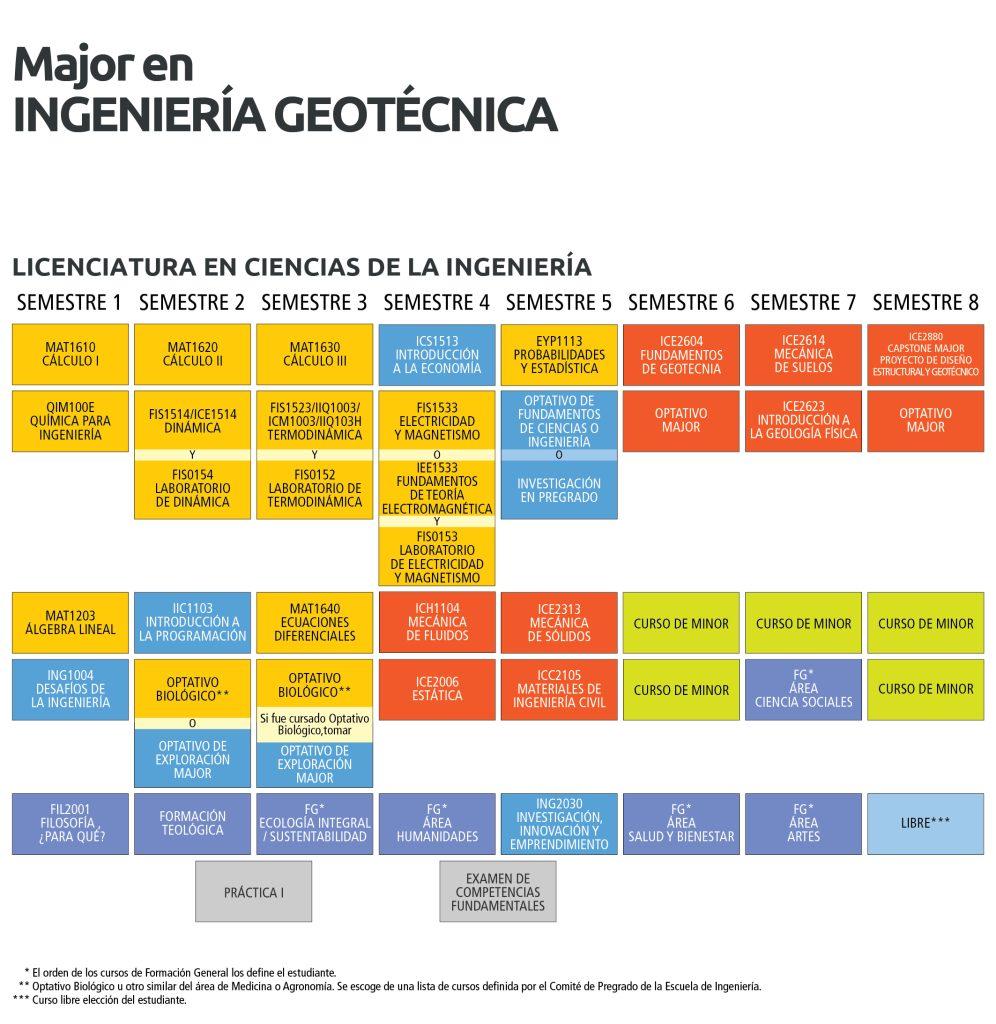 Major en
INGENIERÍA GEOTÉCNICA
LICENCIATURA EN CIENCIAS DE LA INGENIERÍA
SEMESTRE 1
SEMESTRE 2
SEMESTRE 3
SEMESTRE 4
SEMESTRE 5
SEMESTRE 6
SEMESTRE 7
SEMESTRE 8
MAT1610
CÁLCULO I
MAT1620
CÁLCULO II
MAT1630
CÁLCULO III
ICS1513
INTRODUCCIÓN
A LA ECONOMÍA
EYP1113
PROBABILIDADES
Y ESTADÍSTICA
ICE2604
FUNDAMENTOS
DE GEOTECNIA
ICE2614
MECÁNICA
DE SUELOS
ICE2880
CAPSTONE MAJOR
PROYECTO DE DISEÑO
ESTRUCTURAL Y GEOTÉCNICO
QIM100E
QUÍMICA PARA
INGENIERÍA
FIS1514/ICE1514
DINÁMICA
Y
FIS0154
LABORATORIO
DE DINÁMICA
FIS1523/IIQ1003/
ICM1003/IIQ103H
TERMODINÁMICA
Y
FIS0152
LABORATORIO DE
TERMODINÁMICA
FIS1533
ELECTRICIDAD
Y MAGNETISMO
O
IEE1533
FUNDAMENTOS
DE TEORÍA
ELECTROMAGNÉTICA
Y
FIS0153
LABORATORIO
DE ELECTRICIDAD
Y MAGNETISMO
OPTATIVO DE
FUNDAMENTOS
DE CIENCIAS O
INGENIERÍA
O
INVESTIGACIÓN
EN PREGRADO
OPTATIVO
MAJOR
ICE2623
INTRODUCCIÓN A
LA GEOLOGÍA FÍSICA
OPTATIVO
MAJOR
MAT1203
ÁLGEBRA LINEAL
IIC1103
INTRODUCCIÓN A
LA PROGRAMACIÓN
MAT1640
ECUACIONES
DIFERENCIALES
ICH1104
MECÁNICA
DE FLUIDOS
ICE2313
MECÁNICA
DE SÓLIDOS
CURSO DE MINOR
CURSO DE MINOR
CURSO DE MINOR
ING1004
DESAFÍOS DE
LA INGENIERÍA
OPTATIVO
BIOLÓGICO**
O
OPTATIVO DE
EXPLORACIÓN
MAJOR
OPTATIVO
BIOLÓGICO**
Si fue cursado Optativo
Biológico,tomar
OPTATIVO DE
EXPLORACIÓN
MAJOR
ICE2006
ESTÁTICA
ICC2105
MATERIALES DE
INGENIERÍA CIVIL
CURSO DE MINOR
FG*
ÁREA
CIENCIA SOCIALES
CURSO DE MINOR
FIL2001
FILOSOFÍA ,
¿PARA QUÉ?
FORMACIÓN
TEOLÓGICA
FG*
ECOLOGÍA INTEGRAL
/ SUSTENTABILIDAD
FG*
ÁREA
HUMANIDADES
ING2030
INVESTIGACIÓN,
INNOVACIÓN Y
EMPRENDIMIENTO
FG*
ÁREA
SALUD Y BIENESTAR
FG*
ÁREA
ARTES
LIBRE***
PRÁCTICA I
EXAMEN DE
COMPETENCIAS
FUNDAMENTALES
* El orden de los cursos de Formación General los define el estudiante.
** Optativo Biológico u otro similar del área de Medicina o Agronomía. Se escoge de una lista de cursos definida por el Comité de Pregrado de la Escuela de Ingeniería.
*** Curso libre elección del estudiante.